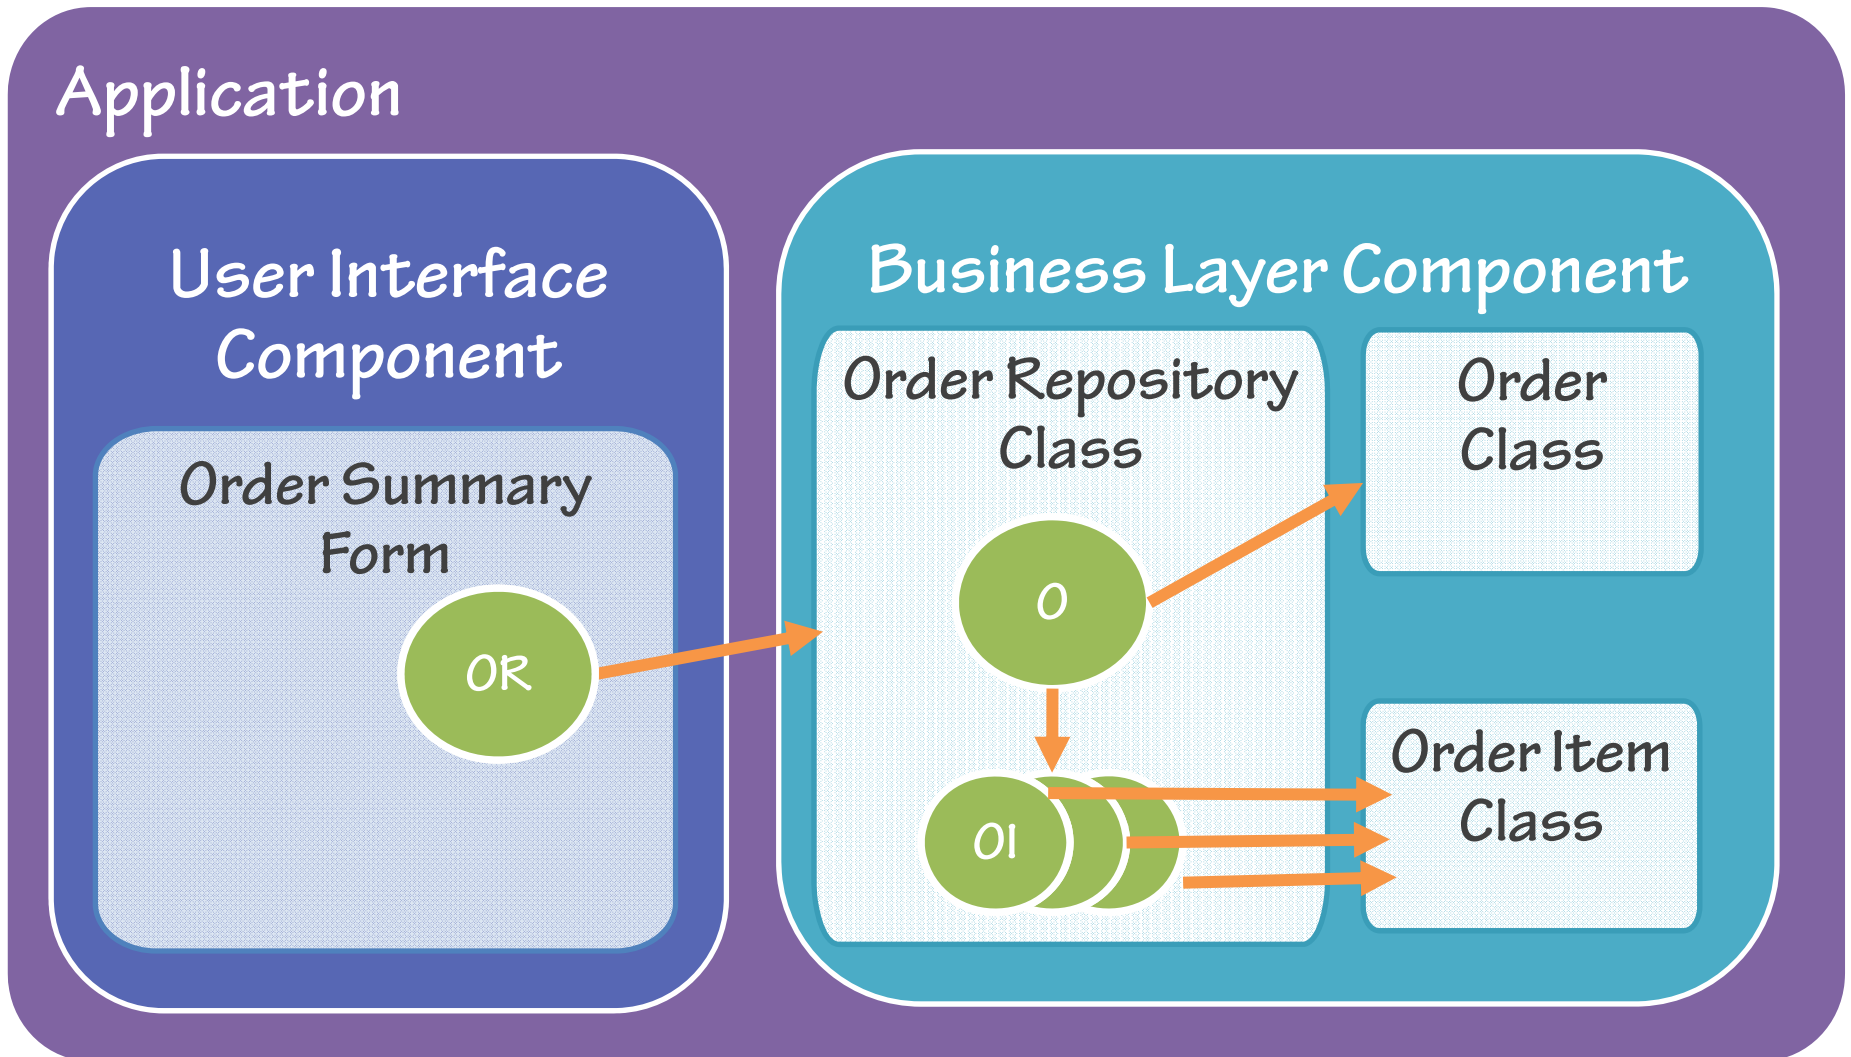 Application
User Interface
Component
Order Summary
Form
OR
Business Layer Component
Order Repository
Class
O
OI
Order
Class
Order Item
Class